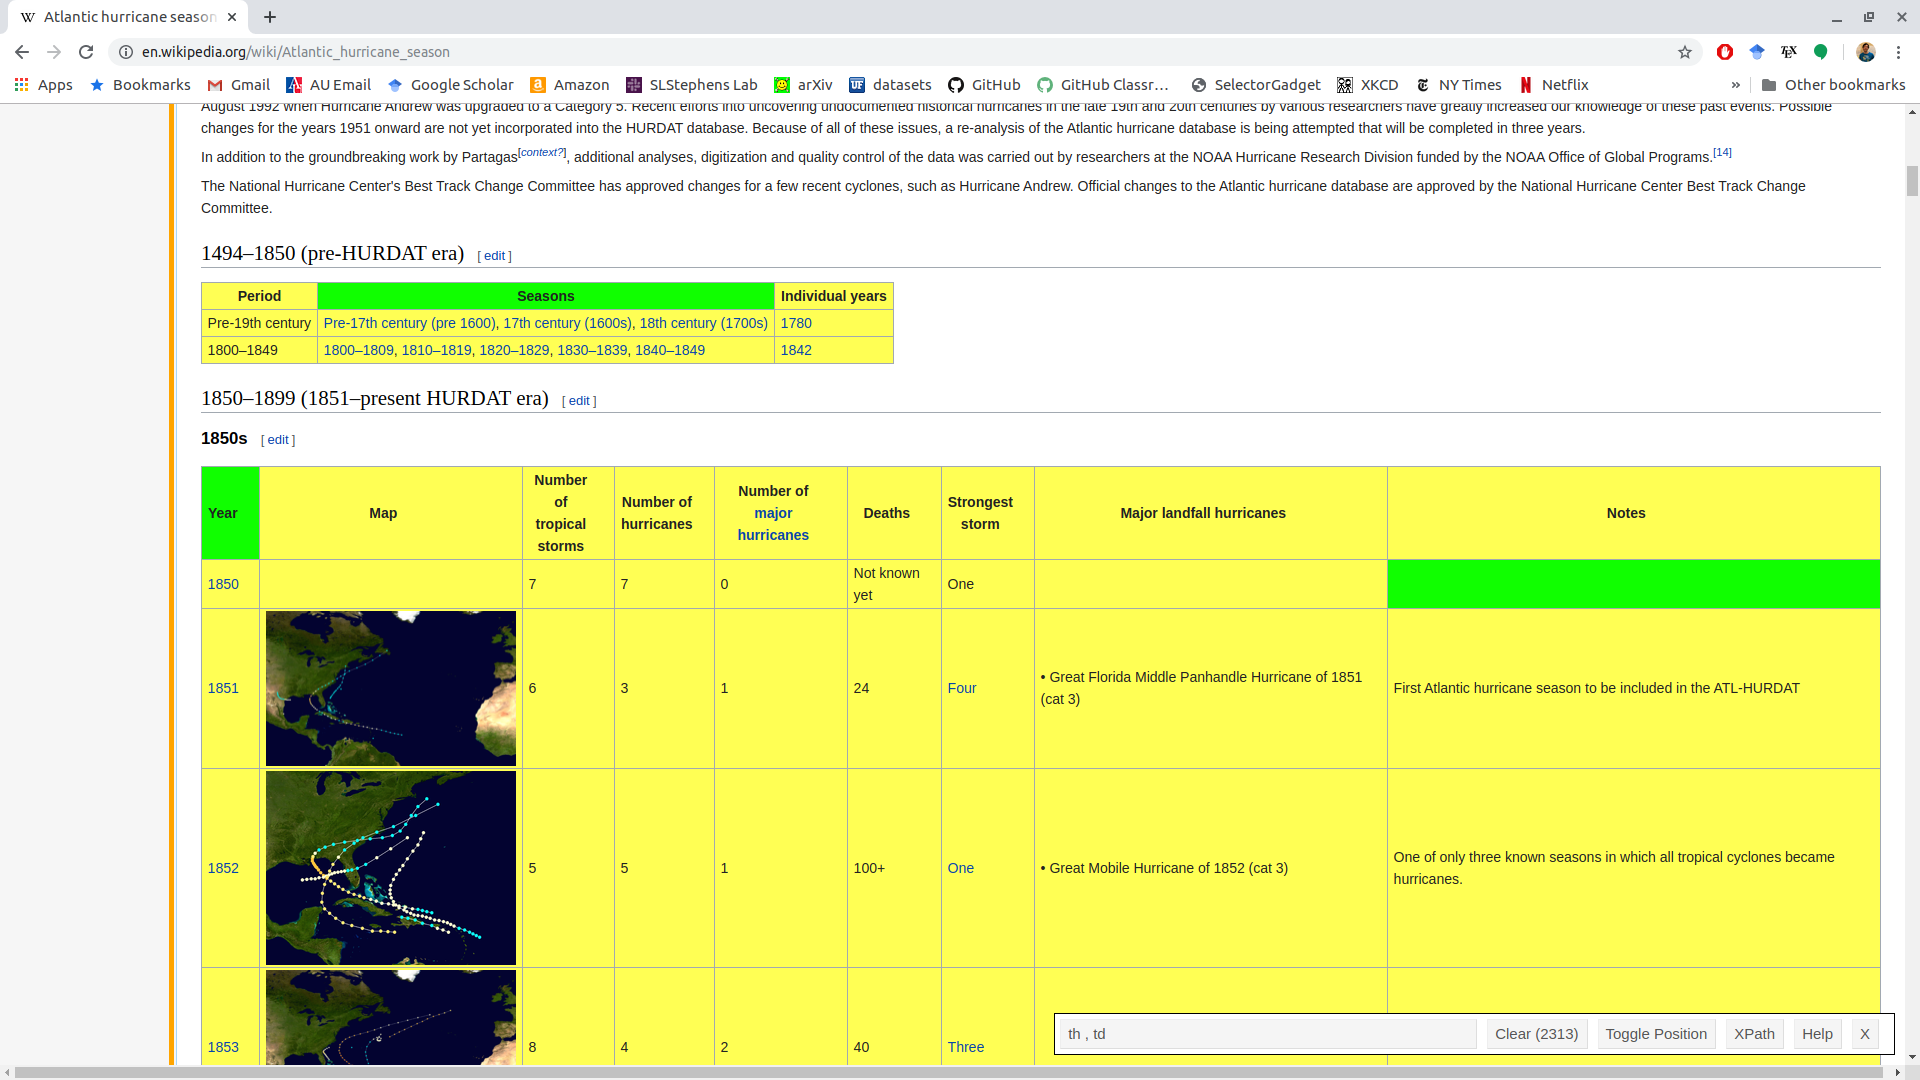 Atlantic hurricane season
en.wikipedia.org/wiki/Atlantic_hurricane_season
Apps Bookmarks Gmail AU Email Google Scholar Amazon SLStephens Lab arXiv datasets GitHub GitHub Classr… SelectorGadget XKCD NY Times Netflix » Other bookmarks
August 1992 when Hurricane Andrew was upgraded to a Category 5. Recent efforts into uncovering undocumented historical hurricanes in the late 19th and 20th centuries by various researchers have greatly increased our knowledge of these past events. Possible
changes for the years 1951 onward are not yet incorporated into the HURDAT database. Because of all of these issues, a re-analysis of the Atlantic hurricane database is being attempted that will be completed in three years.
In addition to the groundbreaking work by Partagas[context?], additional analyses, digitization and quality control of the data was carried out by researchers at the NOAA Hurricane Research Division funded by the NOAA Office of Global Programs.[14]
The National Hurricane Center's Best Track Change Committee has approved changes for a few recent cyclones, such as Hurricane Andrew. Official changes to the Atlantic hurricane database are approved by the National Hurricane Center Best Track Change
Committee.
1494–1850 (pre-HURDAT era) [ edit ]
Period Seasons Individual years
Pre-19th century Pre-17th century (pre 1600), 17th century (1600s), 18th century (1700s) 1780
1800–1849 1800–1809, 1810–1819, 1820–1829, 1830–1839, 1840–1849 1842
1850–1899 (1851–present HURDAT era) [ edit ]
1850s [ edit ]
Year
Map
Number
of
tropical
storms
Number of
hurricanes
Number of
major
hurricanes
Deaths
Strongest
storm
Major landfall hurricanes
Notes
1850 7 7 0 Not known
yet
One
1851 6 3 1 24 Four
• Great Florida Middle Panhandle Hurricane of 1851
(cat 3)
First Atlantic hurricane season to be included in the ATL-HURDAT
1852 5 5 1 100+ One • Great Mobile Hurricane of 1852 (cat 3)
One of only three known seasons in which all tropical cyclones became
hurricanes.
1853 8 4 2 40 Three
th , td Clear (2313) Toggle Position XPath Help X